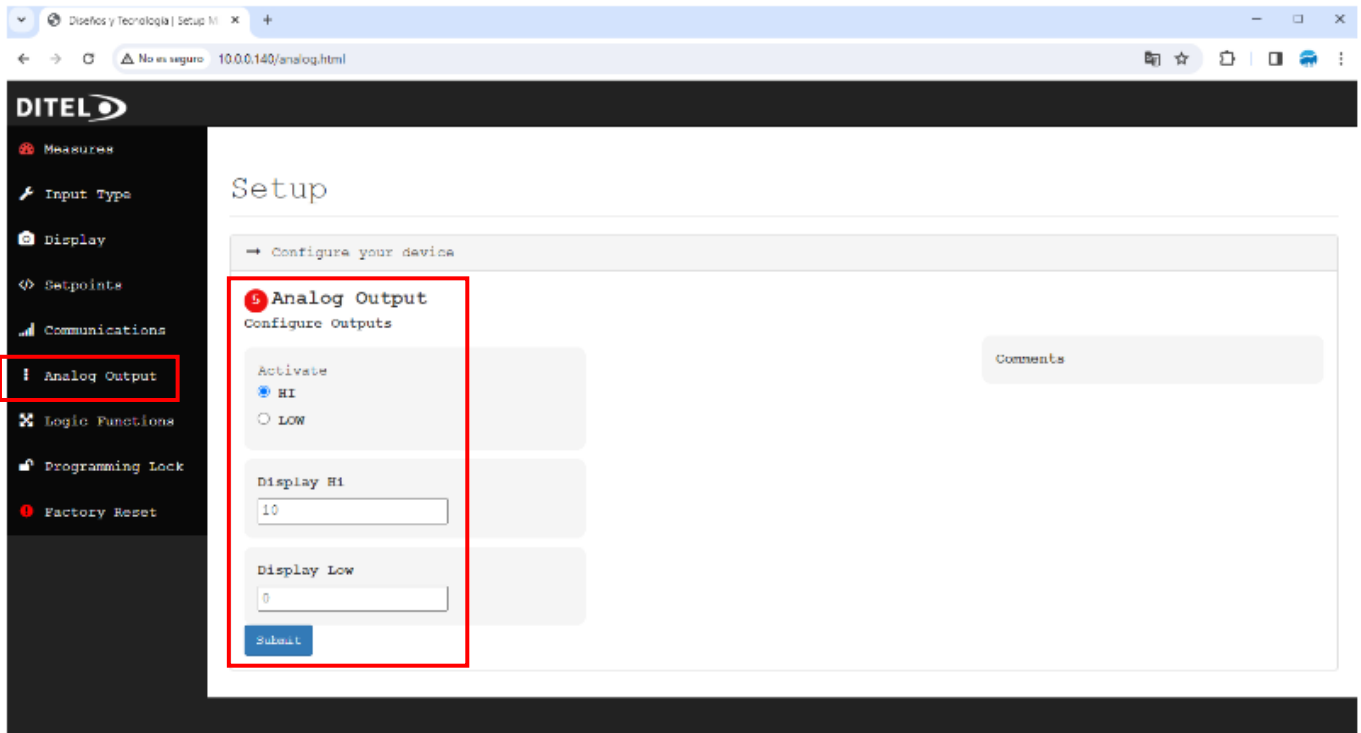 Diseños y Tecnología | Setup M
No es seguro 10.0.0.140/analog.html
DITEL
Measures
Input Type
Display
Setpoints
Communications
Analog Output
Logic Functions
Programming Lock
Factory Reset
Setup
→ Configure your device
5 Analog Output
Configure Outputs
Activate
HI
LOW
Display Hi
10
Display Low
0
Submit
Comments